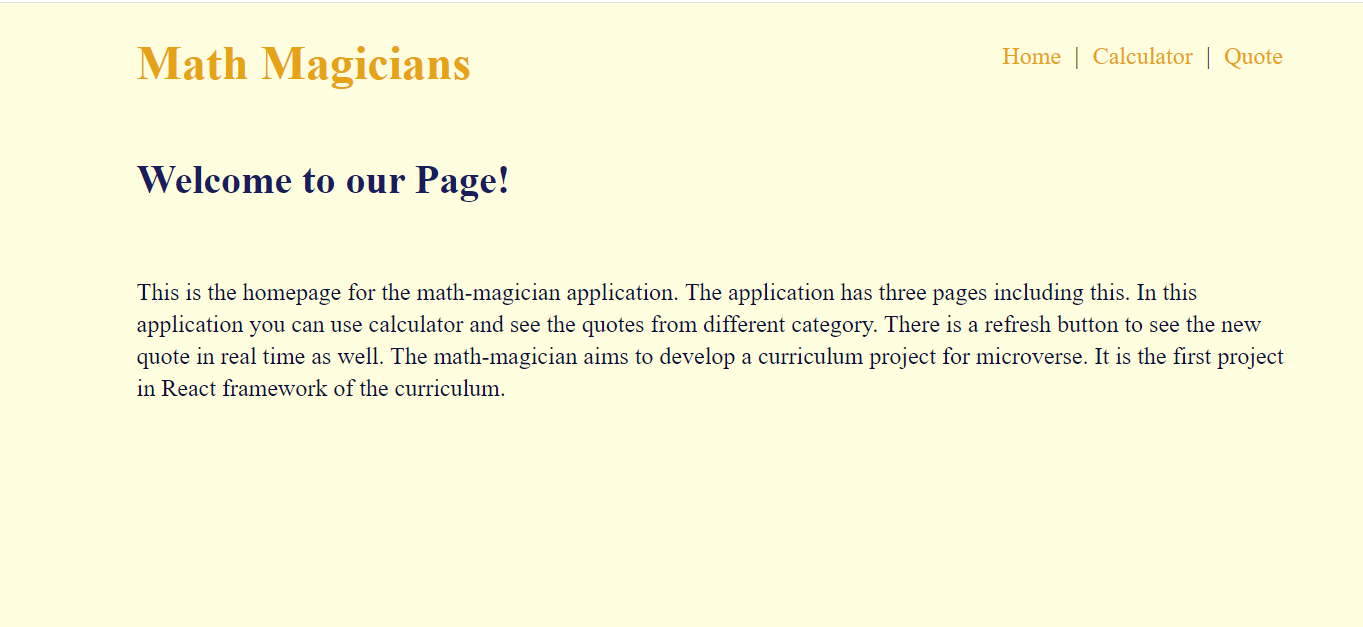 Math Magicians
Home | Calculator | Quote
Welcome to our Page!
This is the homepage for the math-magician application. The application has three pages including this. In this
application you can use calculator and see the quotes from different category. There is a refresh button to see the new
quote in real time as well. The math-magician aims to develop a curriculum project for microverse. It is the first project
in React framework of the curriculum.